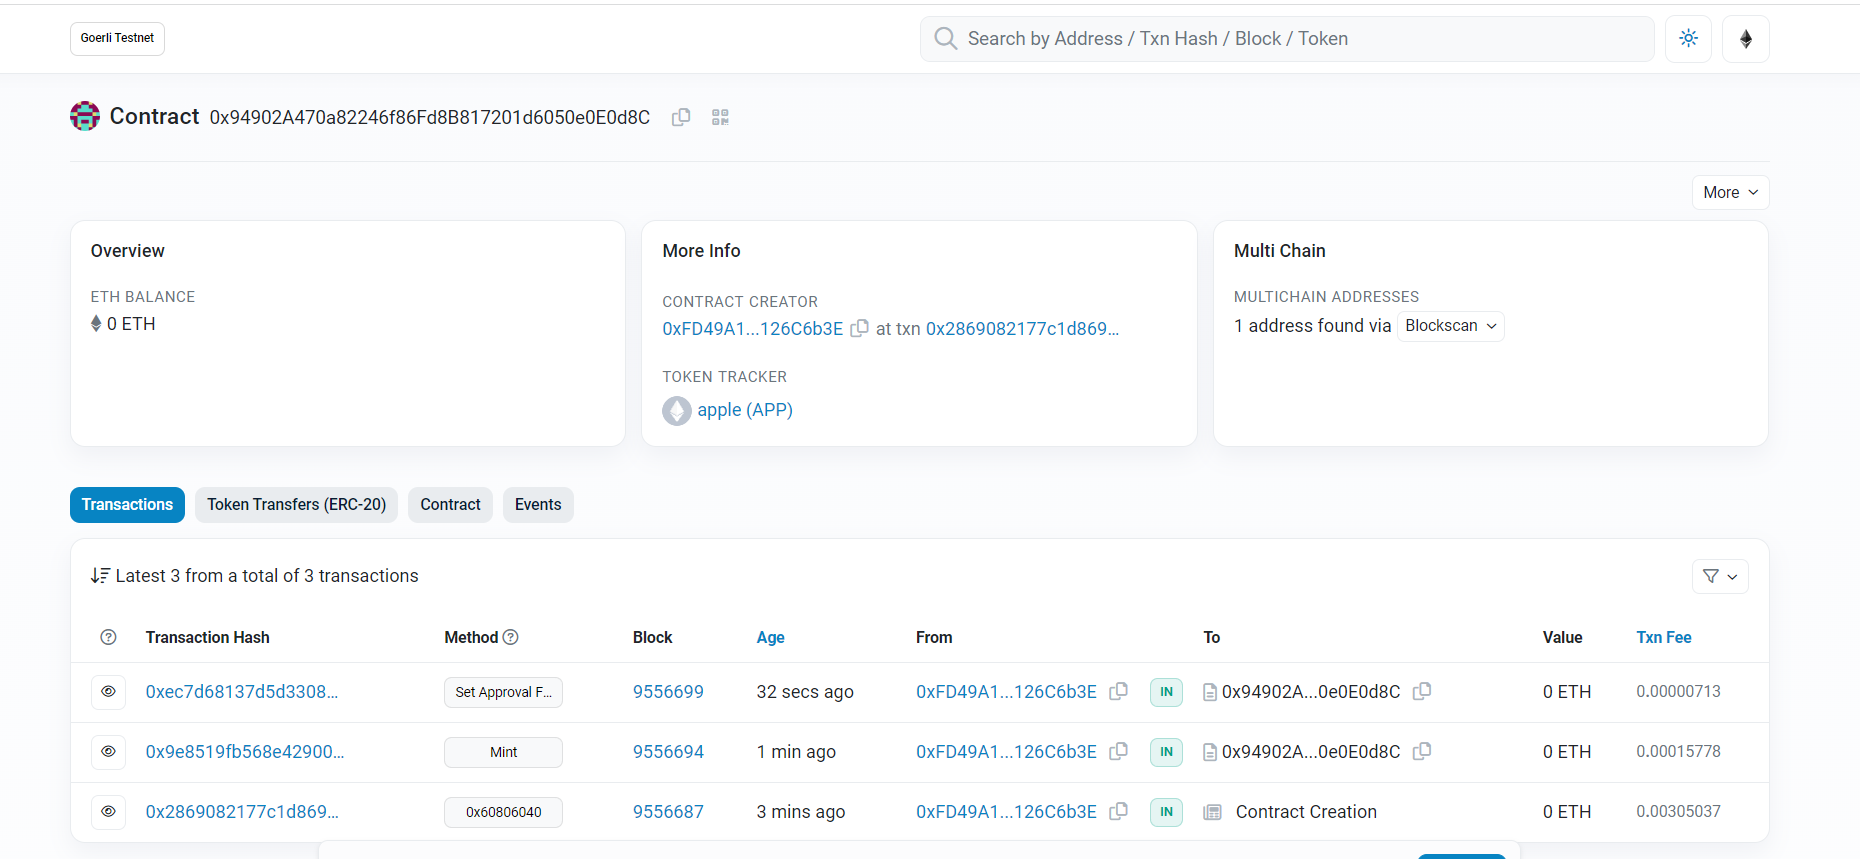 Goerli Testnet
Search by Address / Txn Hash / Block / Token
Contract 0x94902A470a82246f86Fd8B817201d6050e0E0d8C
More
Overview
ETH BALANCE
0 ETH
More Info
CONTRACT CREATOR
0xFD49A1...126C6b3E at txn 0x2869082177c1d869...
TOKEN TRACKER
apple (APP)
Multi Chain
MULTICHAIN ADDRESSES
1 address found via Blockscan
Transactions Token Transfers (ERC-20) Contract Events
Latest 3 from a total of 3 transactions
? Transaction Hash Method ? Block Age From To Value Txn Fee
0xec7d68137d5d3308... Set Approval F... 9556699 32 secs ago 0xFD49A1...126C6b3E IN 0x94902A...0e0E0d8C 0 ETH 0.00000713
0x9e8519fb568e42900... Mint 9556694 1 min ago 0xFD49A1...126C6b3E IN 0x94902A...0e0E0d8C 0 ETH 0.00015778
0x2869082177c1d869... 0x60806040 9556687 3 mins ago 0xFD49A1...126C6b3E IN Contract Creation 0 ETH 0.00305037